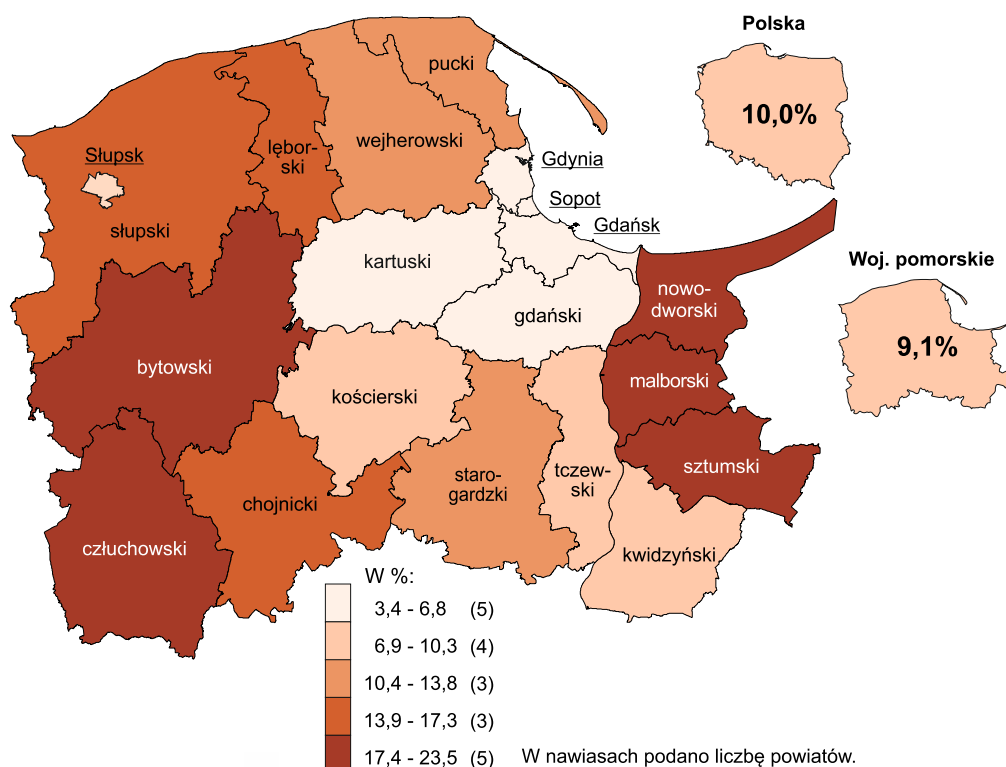 Polska
10,0%
pucki
wejherowski
lębor-
ski
Słupsk
słupski
Gdynia
Sopot
Gdańsk
kartuski
gdański
nowo-
dworski
Woj. pomorskie
9,1%
bytowski
kościerski
malborski
staro-
gardzki
tczew-
ski
sztumski
chojnicki
człuchowski
kwidzyński
W %:
3,4 - 6,8 (5)
6,9 - 10,3 (4)
10,4 - 13,8 (3)
13,9 - 17,3 (3)
17,4 - 23,5 (5)
W nawiasach podano liczbę powiatów.